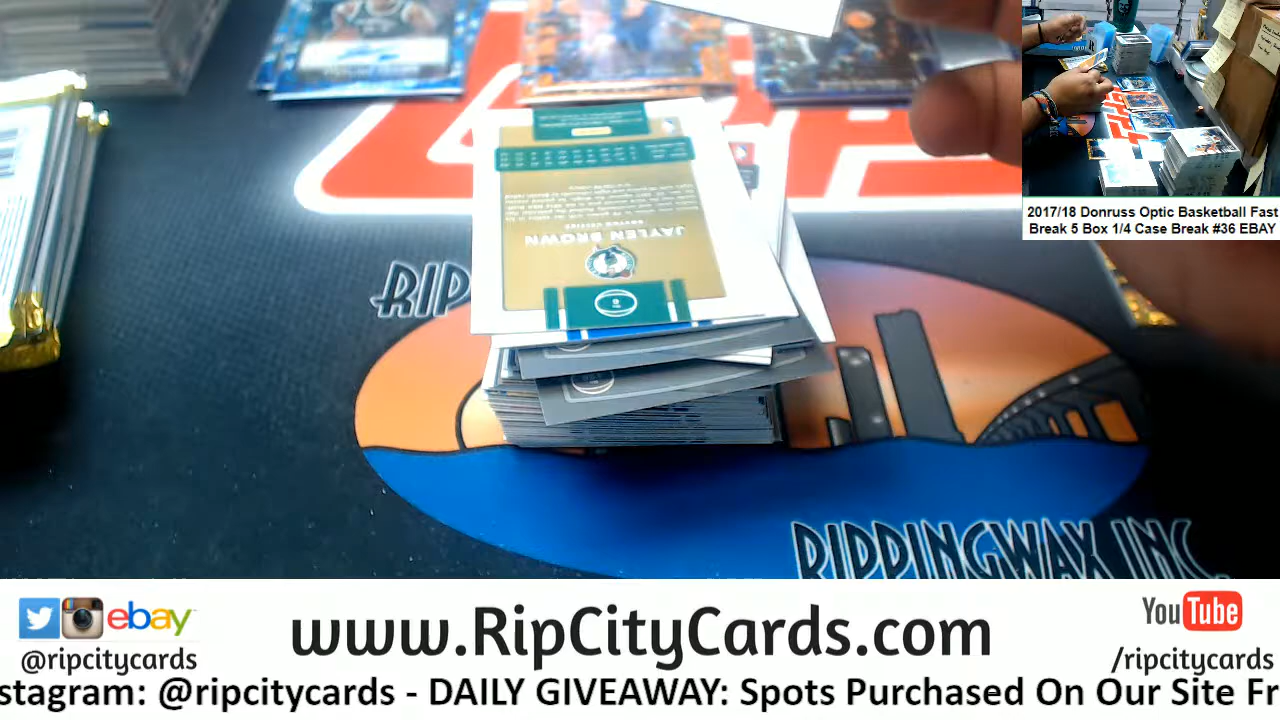 2017/18 Donruss Optic Basketball Fast
Break 5 Box 1/4 Case Break #36 EBAY
JAYLEN BROWN
RIP
RIPPINGWAX INC.
ebay
@ripcitycards
www.RipCityCards.com
YouTube
/ripcitycards
stagram: @ripcitycards - DAILY GIVEAWAY: Spots Purchased On Our Site Fr